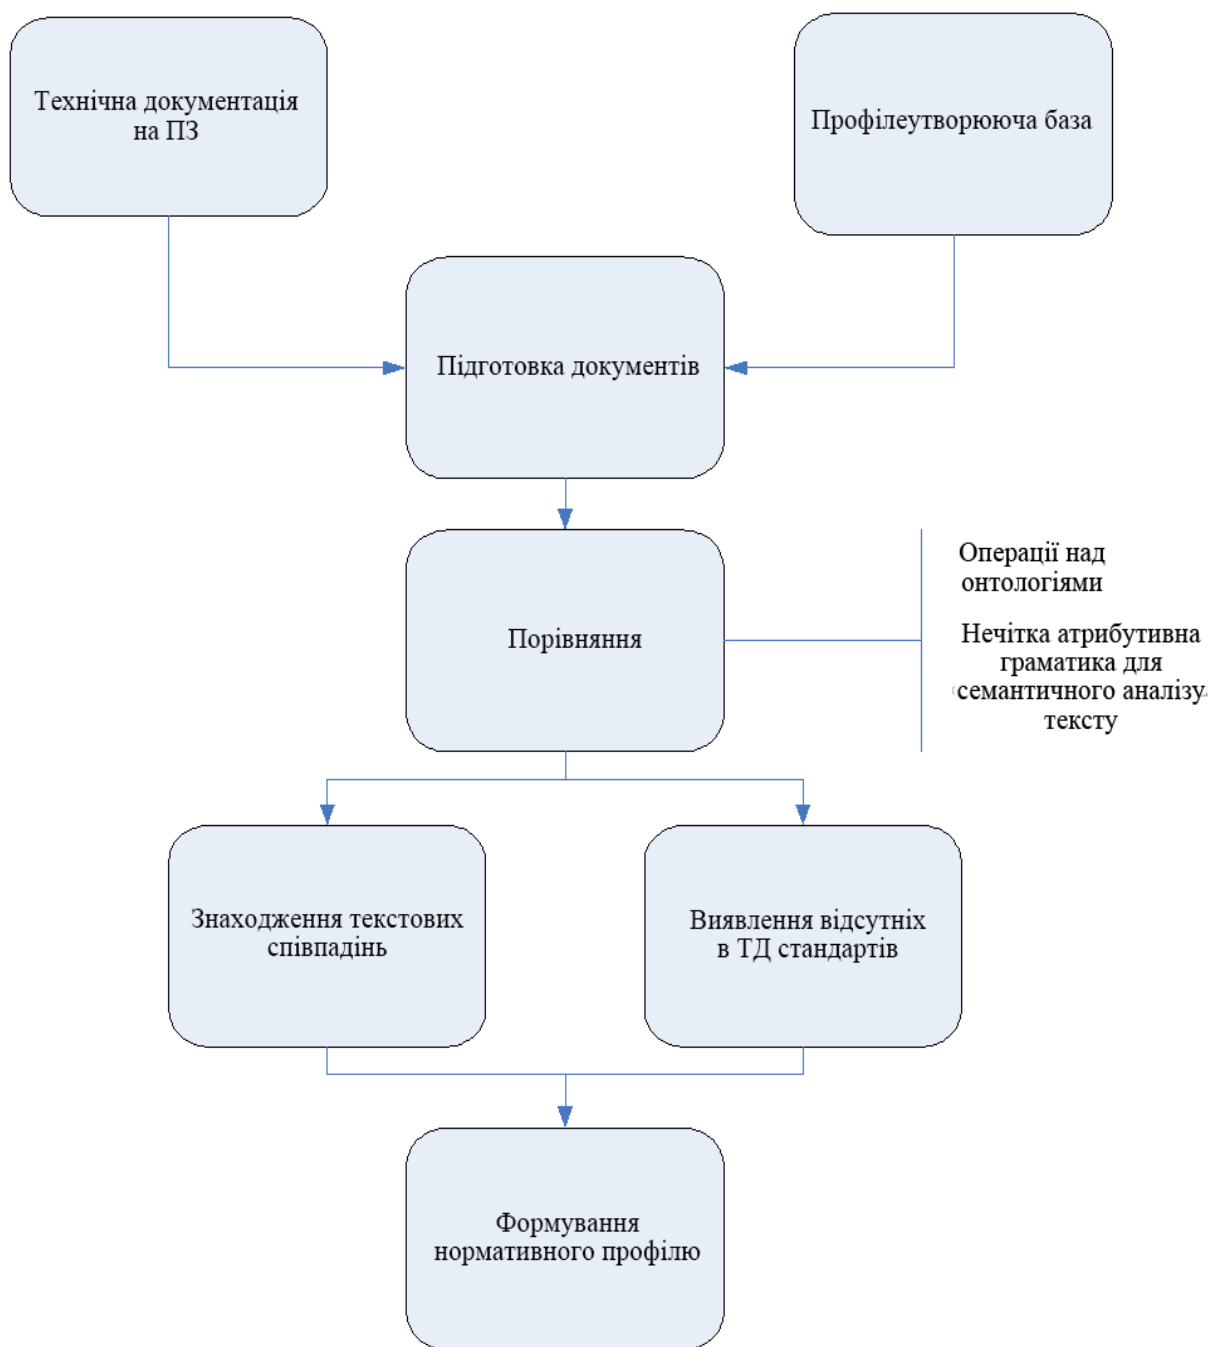 Технічна документація
на ПЗ
Профілеутворююча база
Підготовка документів
Порівняння
Операції над
онтологіями
Нечітка атрибутивна
граматика для
семантичного аналізу
тексту
Знаходження текстових
співпадінь
Виявлення відсутніх
в ТД стандартів
Формування
нормативного профілю